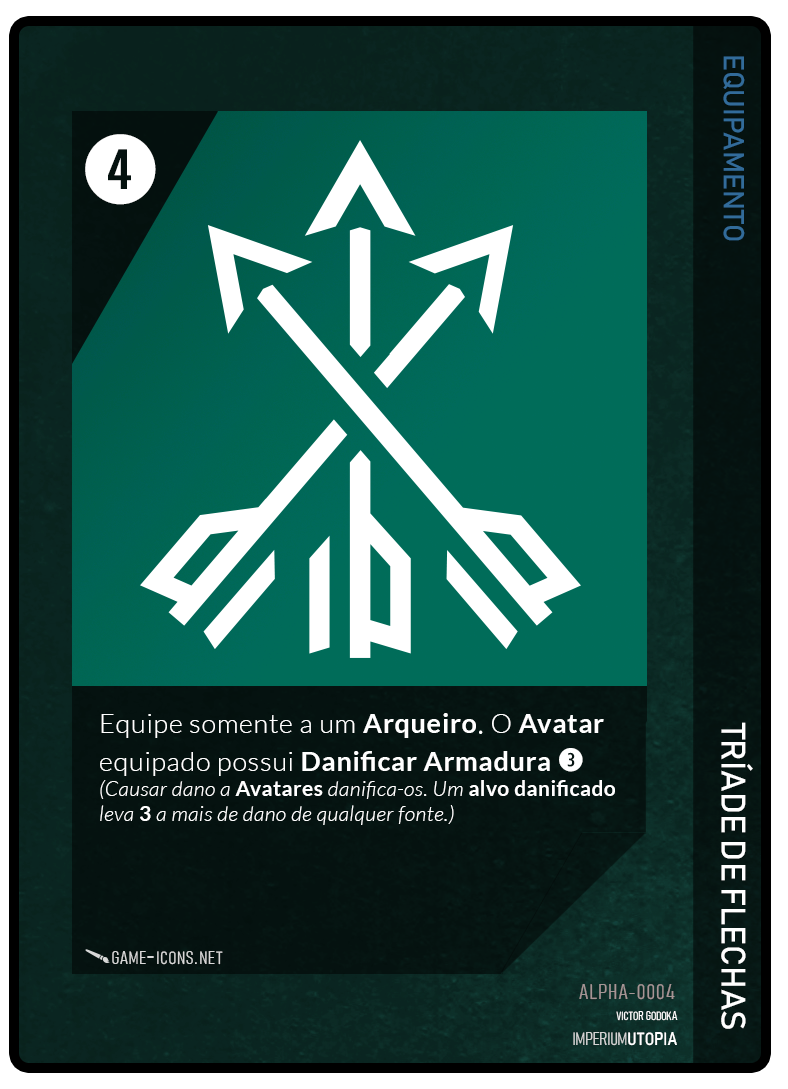 EQUIPAMENTO
4
Equipe somente a um Arqueiro. O Avatar
equipado possui Danificar Armadura 3
(Causar dano a Avatares danifica-os. Um alvo danificado
leva 3 a mais de dano de qualquer fonte.)
TRÍADE DE FLECHAS
GAME-ICONS.NET
ALPHA-0004
VICTOR GODOKA
IMPERIUMUTOPIA